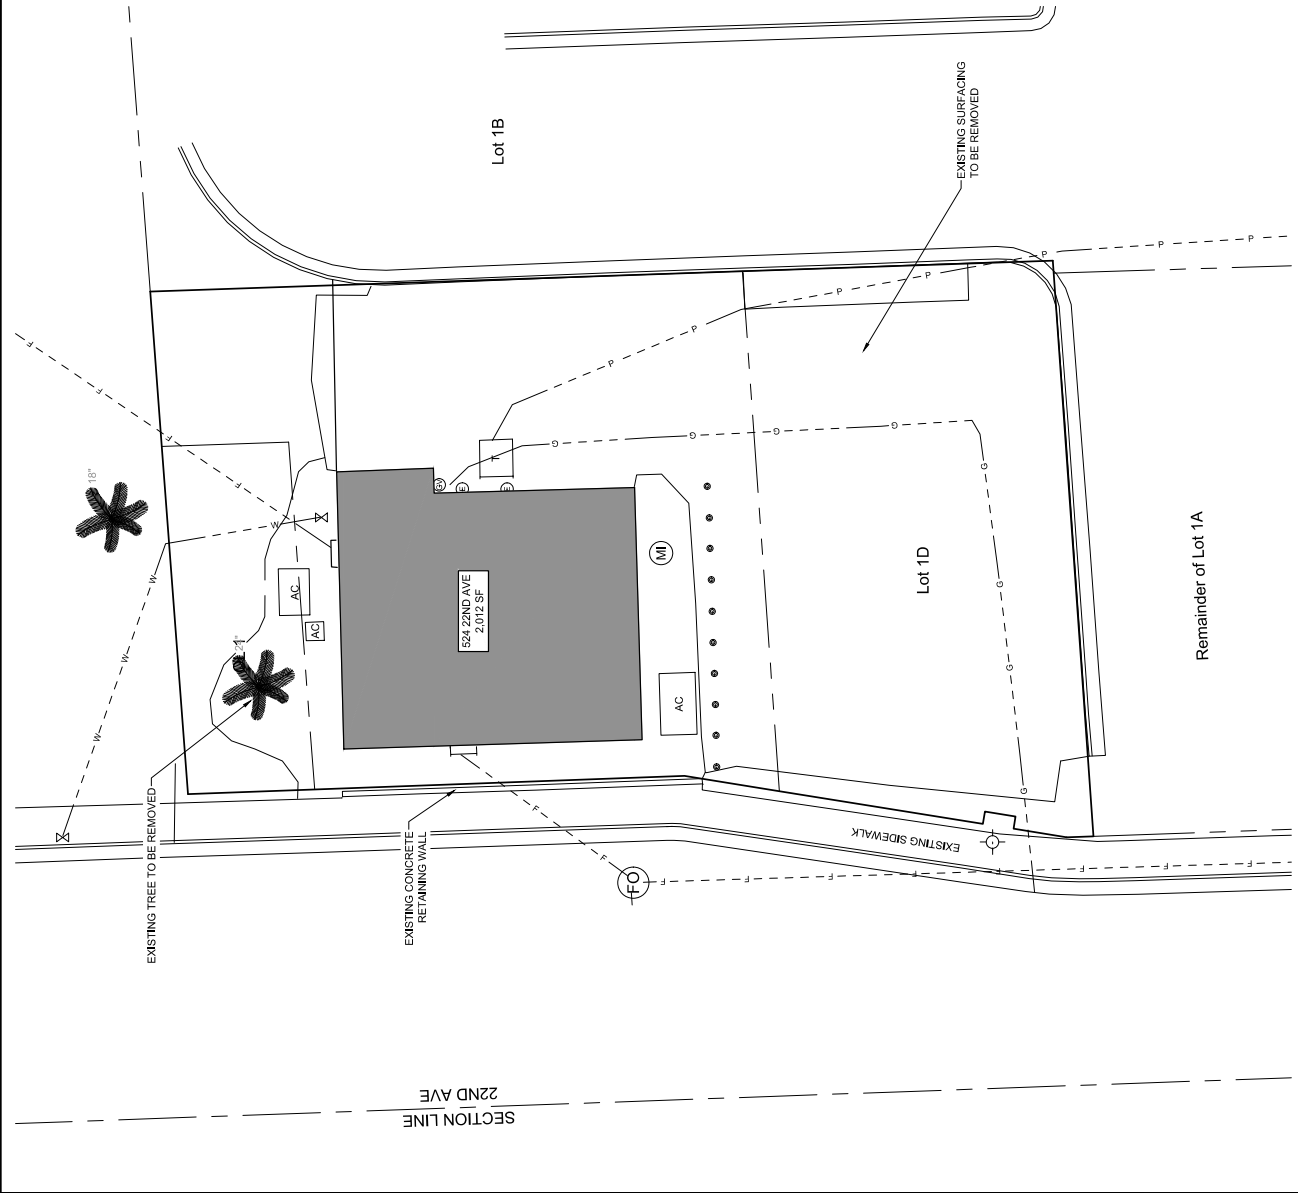 Lot 1B
EXISTING SURFACING
TO BE REMOVED
P
P
P
P
P
P
P
P
F
F
F
F
18"
W
W
W
W
T
G
G
G
G
G
G
G
G
G
GV
E
E
AC
AC
24"
524 22ND AVE
2,012 SF
MI
AC
Lot 1D
Remainder of Lot 1A
EXISTING TREE TO BE REMOVED
EXISTING CONCRETE
RETAINING WALL
EXISTING SIDEWALK
F
F
FO
F
F
F
F
F
F
F
F
22ND AVE
SECTION LINE